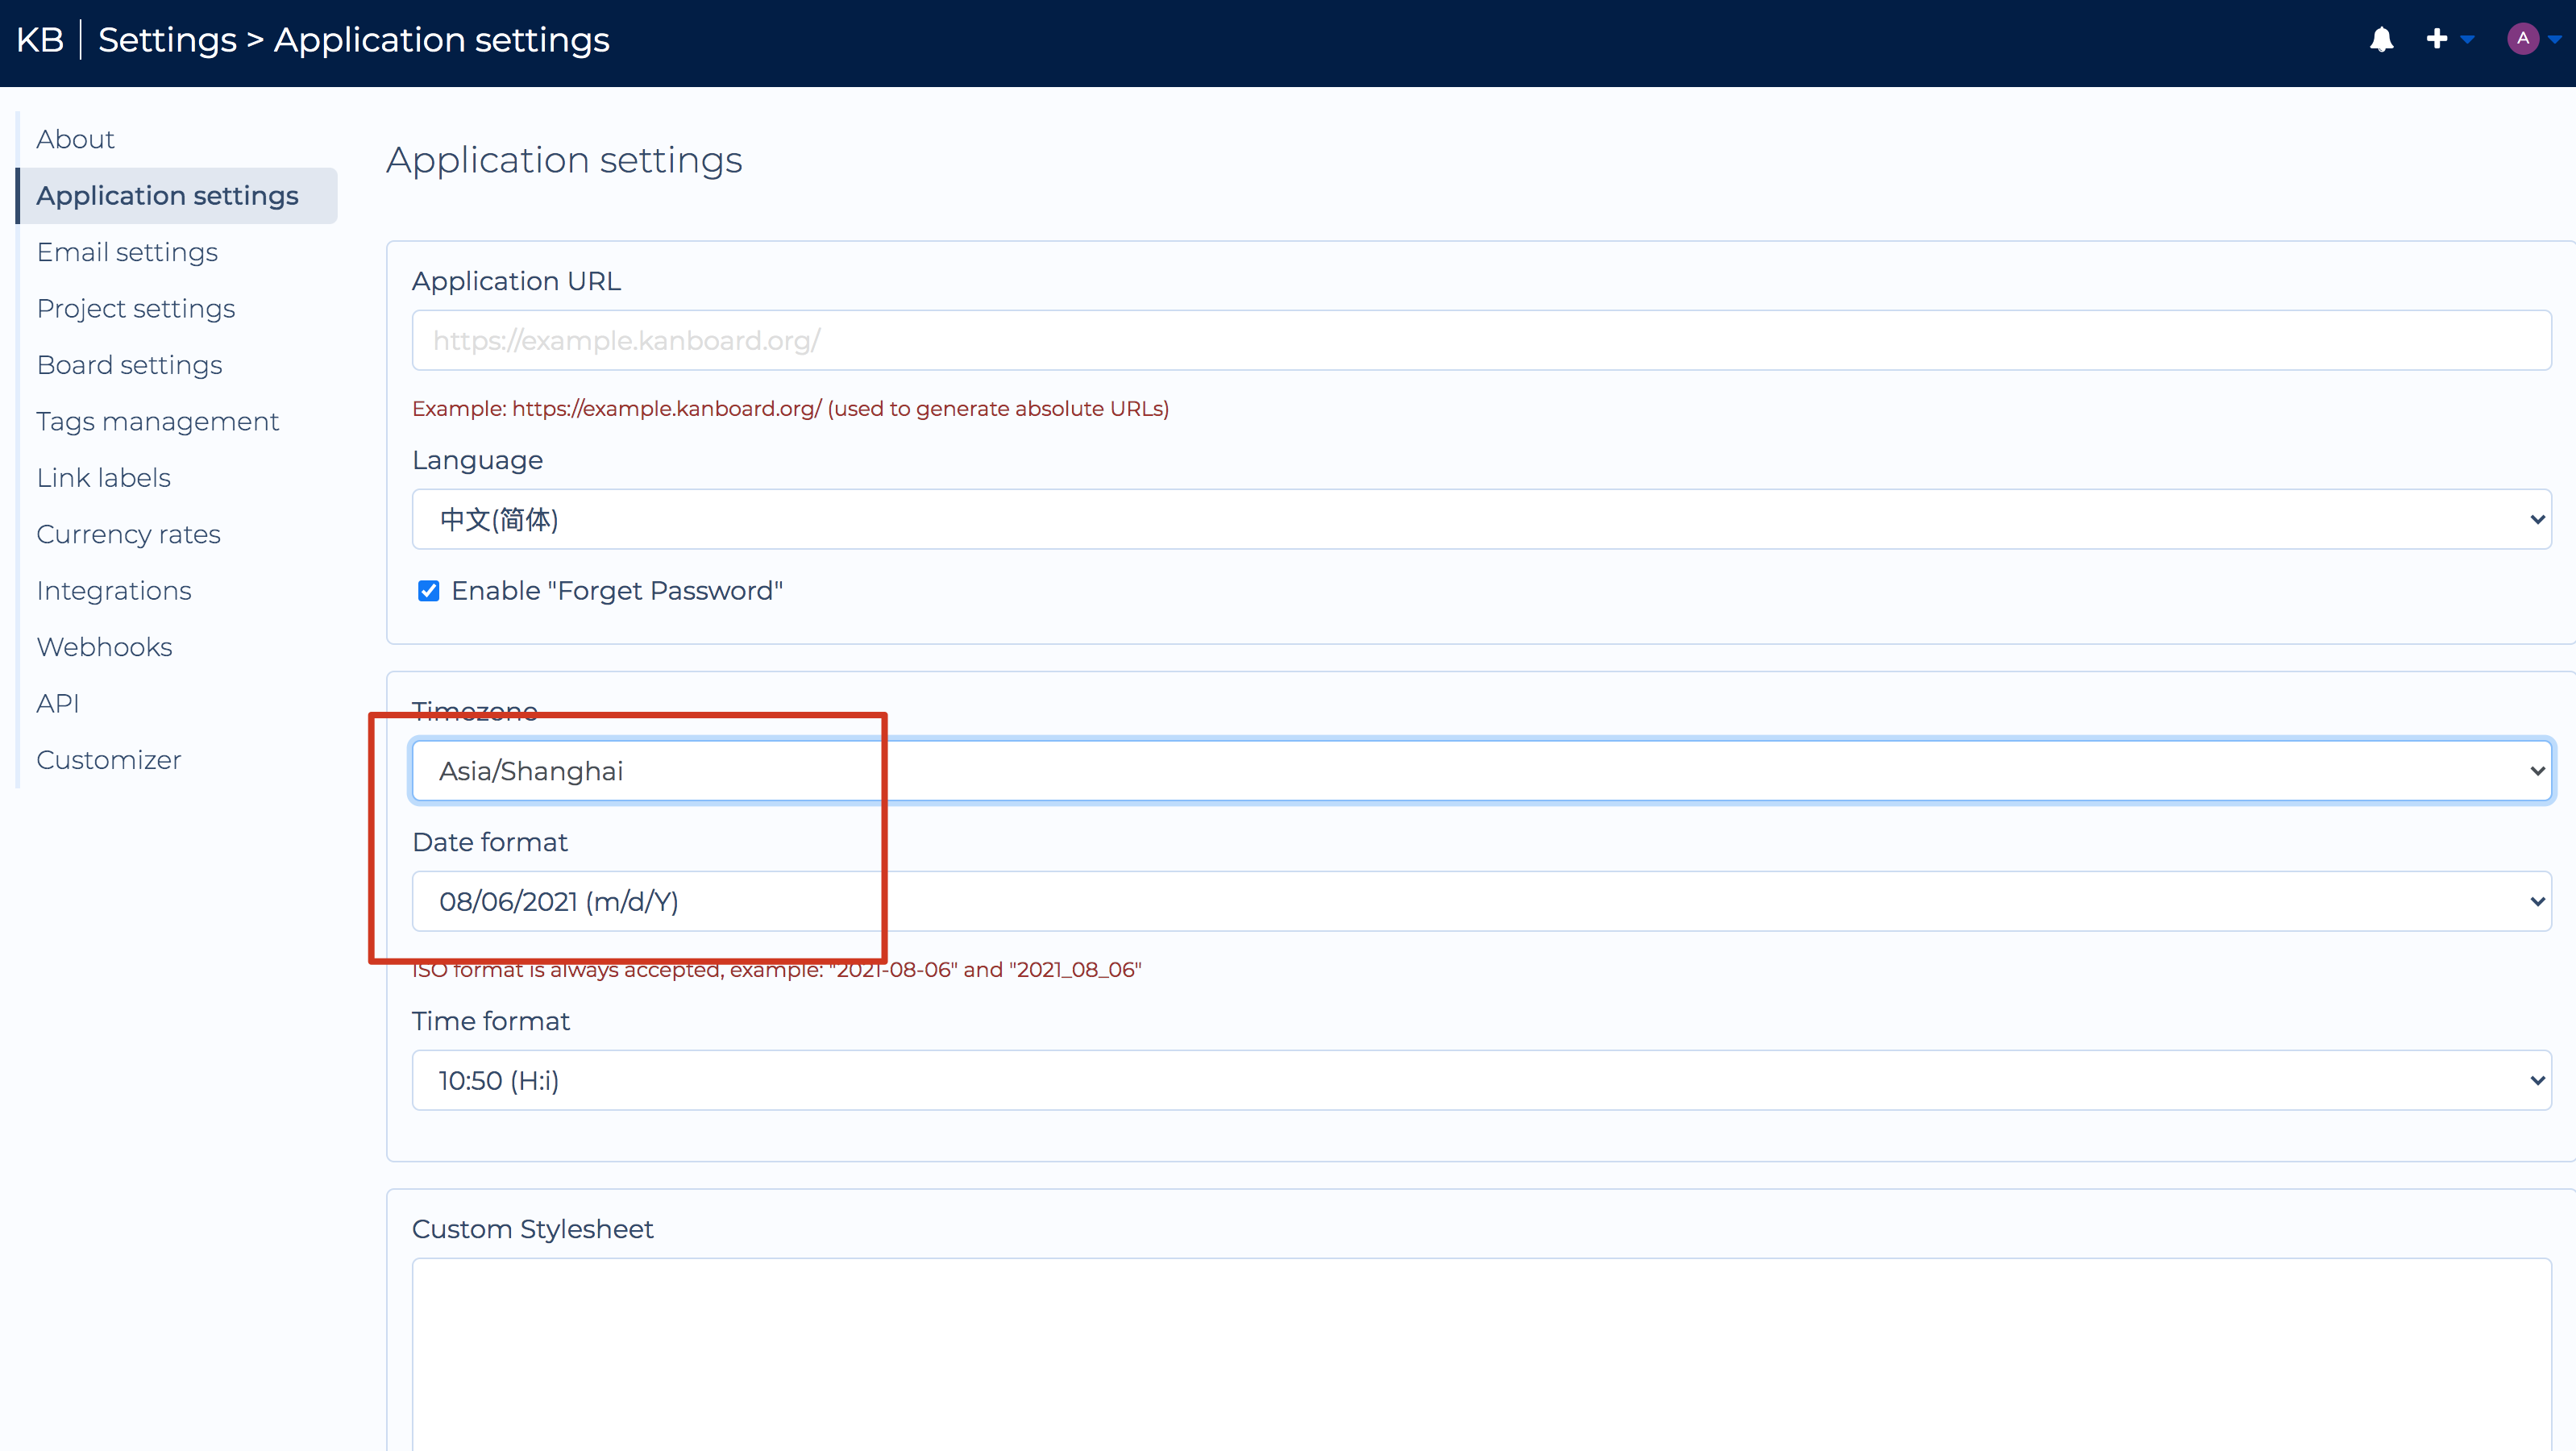 KB Settings > Application settings
A
About
Application settings
Email settings
Project settings
Board settings
Tags management
Link labels
Currency rates
Integrations
Webhooks
API
Customizer
Application settings
Application URL
https://example.kanboard.org/
Example: https://example.kanboard.org/ (used to generate absolute URLs)
Language
中文(简体)
Enable "Forget Password"
Timezone
Asia/Shanghai
Date format
08/06/2021 (m/d/Y)
ISO format is always accepted, example: "2021-08-06" and "2021_08_06"
Time format
10:50 (H:i)
Custom Stylesheet